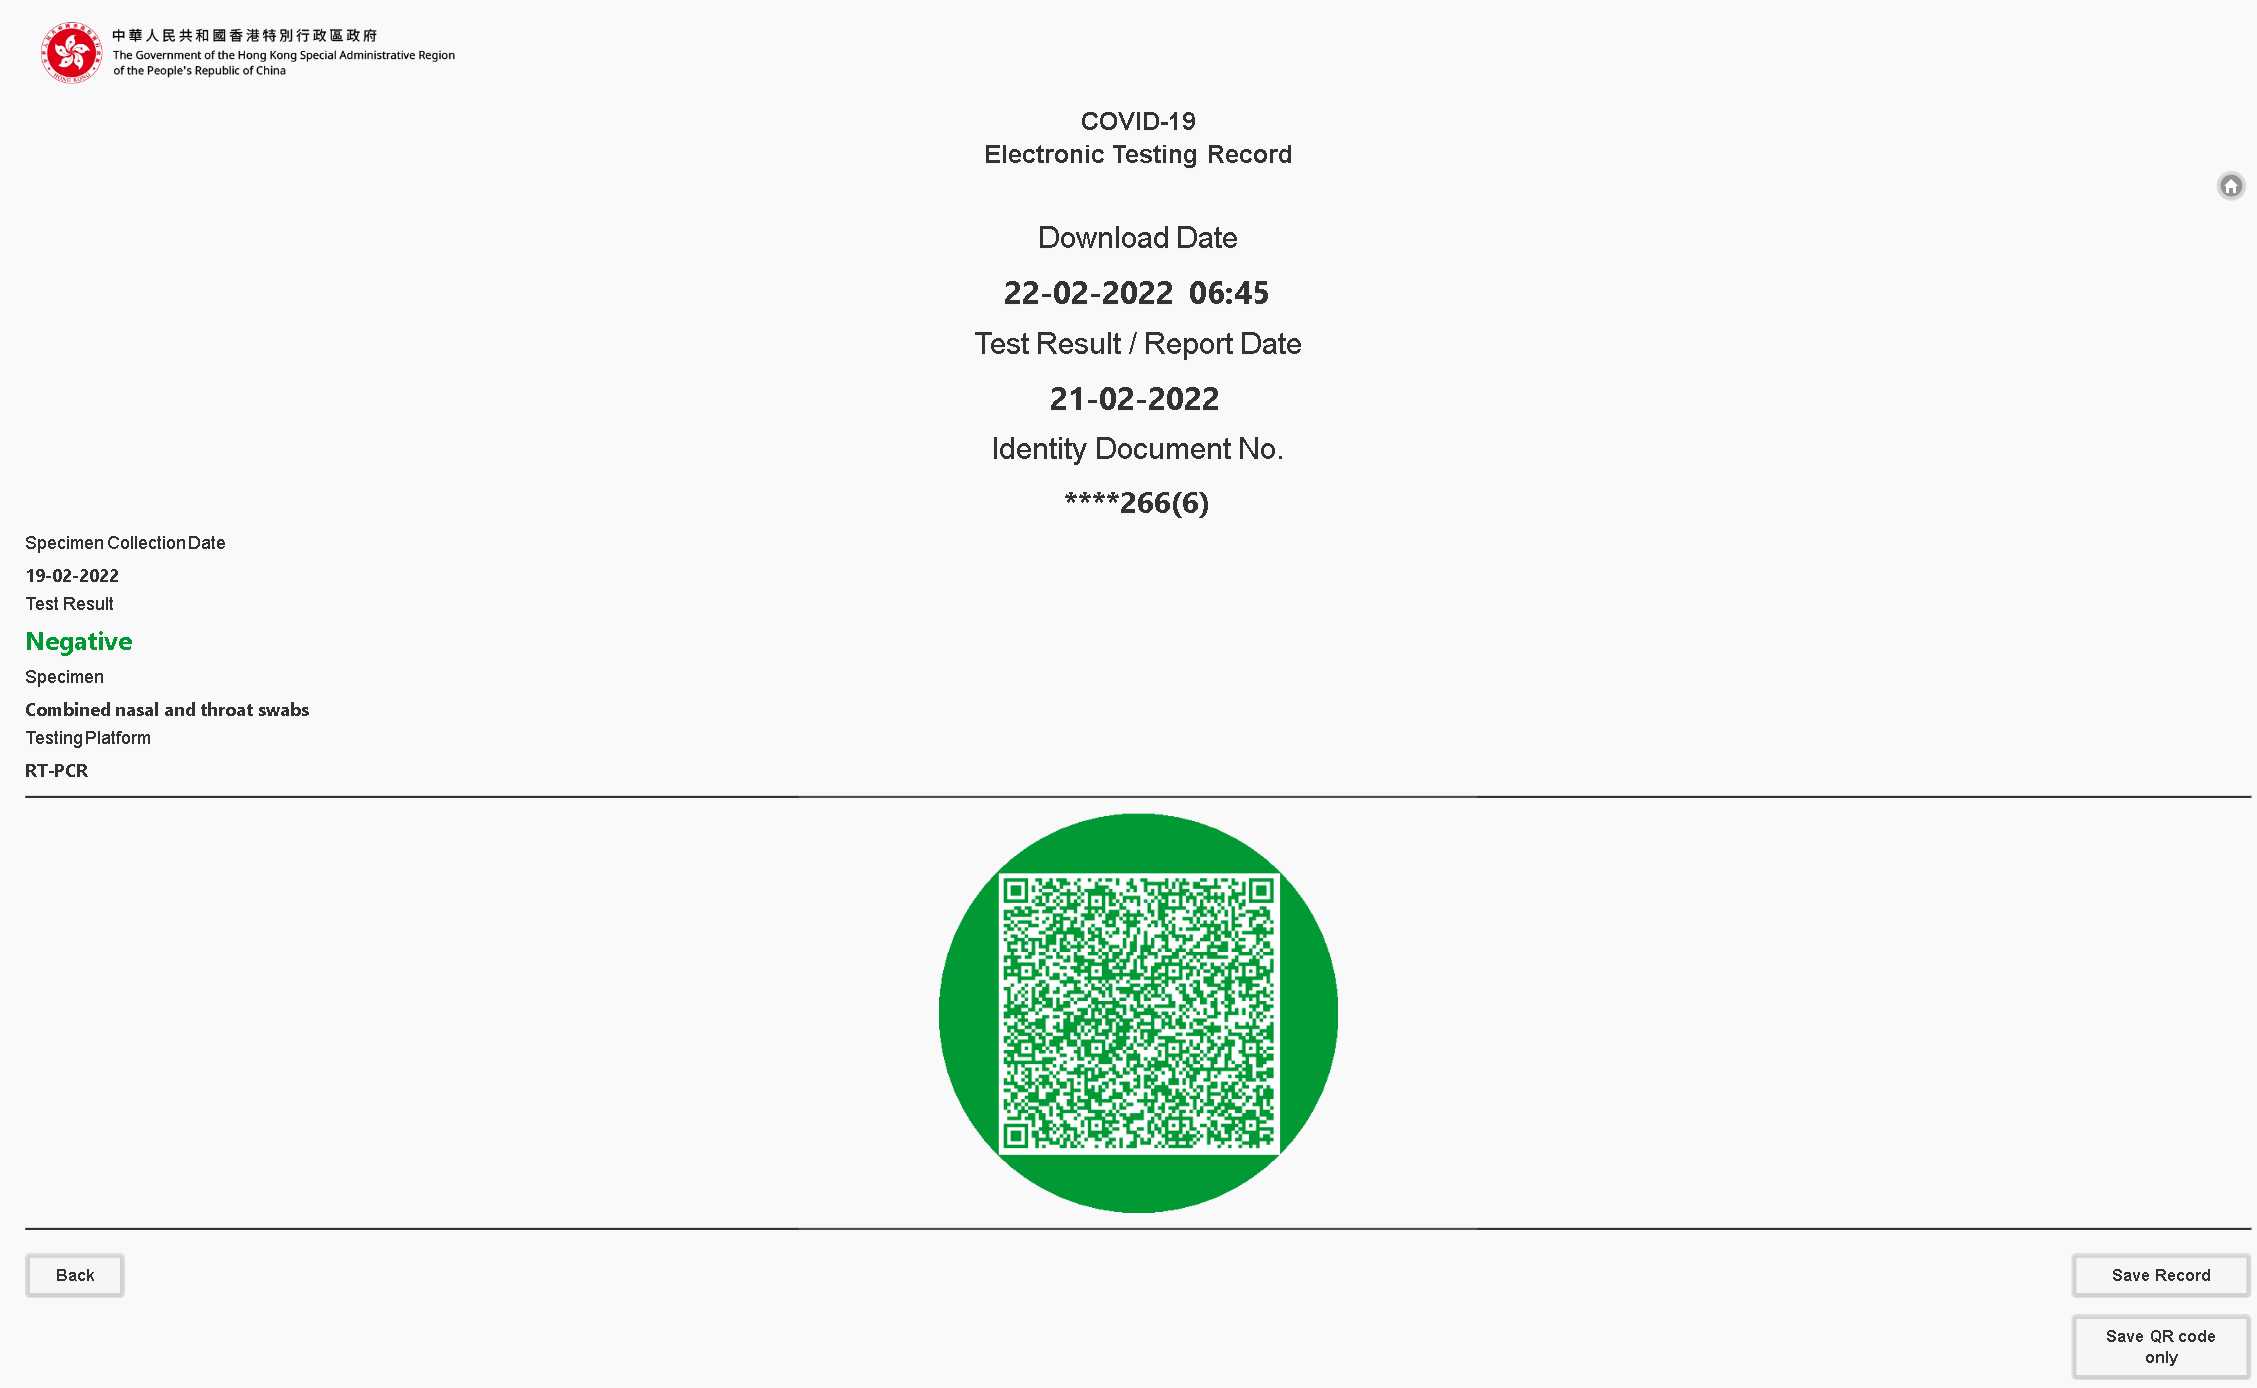 中華人民共和國香港特別行政區政府
The Government of the Hong Kong Special Administrative Region
of the People's Republic of China
COVID-19
Electronic Testing Record
Download Date
22-02-2022 06:45
Test Result / Report Date
21-02-2022
Identity Document No.
****266(6)
Specimen Collection Date
19-02-2022
Test Result
Negative
Specimen
Combined nasal and throat swabs
Testing Platform
RT-PCR
Back
Save Record
Save QR code
only